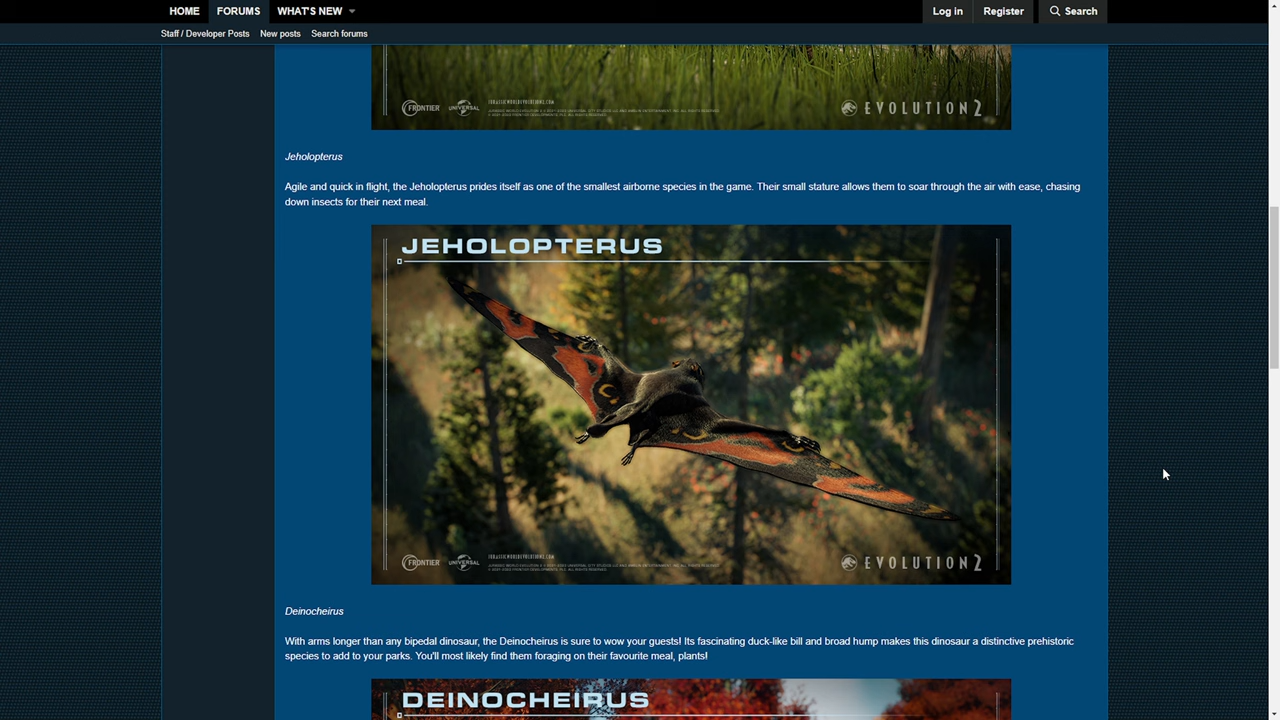 HOME FORUMS WHAT'S NEW Log in Register Search
Staff / Developer Posts New posts Search forums
FRONTIER UNIVERSAL EVOLUTION 2
Jeholopterus
Agile and quick in flight, the Jeholopterus prides itself as one of the smallest airborne species in the game. Their small stature allows them to soar through the air with ease, chasing
down insects for their next meal.
JEHOLOPTERUS
FRONTIER UNIVERSAL EVOLUTION 2
Deinocheirus
With arms longer than any bipedal dinosaur, the Deinocheirus is sure to wow your guests! Its fascinating duck-like bill and broad hump makes this dinosaur a distinctive prehistoric
species to add to your parks. You'll most likely find them foraging on their favourite meal, plants!
DEINOCHEIRUS